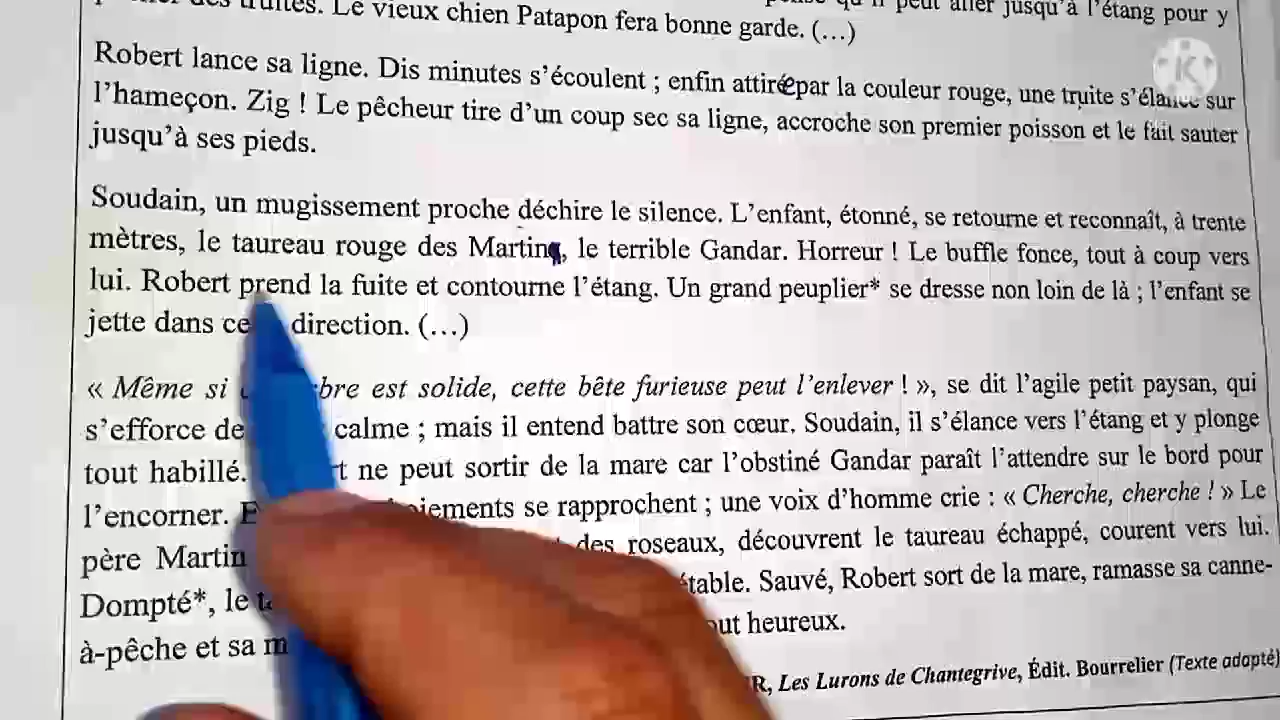 des truites. Le vieux chien Patapon fera bonne garde. (…)
qu'il peut aller jusqu'à l'étang pour y
Robert lance sa ligne. Dis minutes s'écoulent ; enfin attirée par la couleur rouge, une truite s'élance sur
l'hameçon. Zig ! Le pêcheur tire d'un coup sec sa ligne, accroche son premier poisson et le fait sauter
jusqu'à ses pieds.
Soudain, un mugissement proche déchire le silence. L'enfant, étonné, se retourne et reconnaît, à trente
mètres, le taureau rouge des Martin, le terrible Gandar. Horreur ! Le buffle fonce, tout à coup vers
lui. Robert prend la fuite et contourne l'étang. Un grand peuplier* se dresse non loin de là ; l'enfant se
jette dans direction. (…)
« Même si est solide, cette bête furieuse peut l'enlever ! », se dit l'agile petit paysan, qui
s'efforce de calme ; mais il entend battre son cœur. Soudain, il s'élance vers l'étang et y plonge
tout habillé. ne peut sortir de la mare car l'obstiné Gandar paraît l'attendre sur le bord pour
l'encorner. se rapprochent ; une voix d'homme crie : « Cherche, cherche ! » Le
père Martin des roseaux, découvrent le taureau échappé, courent vers lui.
Dompté*, le étable. Sauvé, Robert sort de la mare, ramasse sa canne-
à-pêche et sa heureux.
Les Lurons de Chantegrive, Édit. Bourrelier (Texte adapté)
K